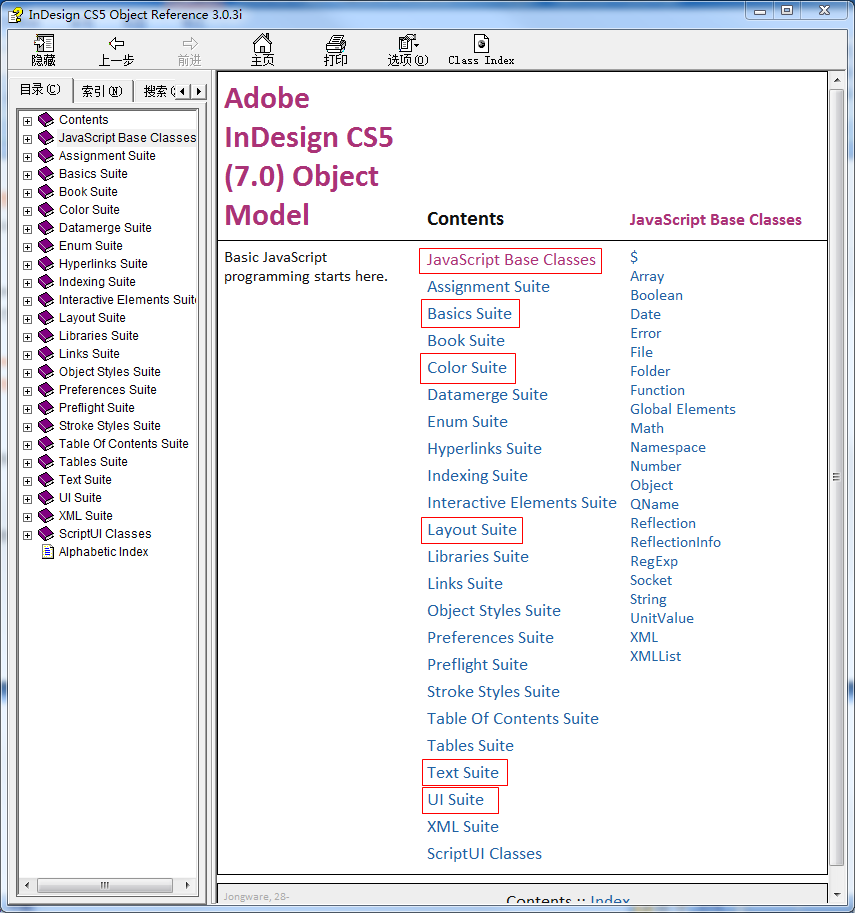 InDesign CS5 Object Reference 3.0.3i
隐藏 上一步 前进 主页 打印 选项(O) Class Index
目录(C) 索引(N) 搜索(
Contents
JavaScript Base Classes
Assignment Suite
Basics Suite
Book Suite
Color Suite
Datamerge Suite
Enum Suite
Hyperlinks Suite
Indexing Suite
Interactive Elements Suit
Layout Suite
Libraries Suite
Links Suite
Object Styles Suite
Preferences Suite
Preflight Suite
Stroke Styles Suite
Table Of Contents Suite
Tables Suite
Text Suite
UI Suite
XML Suite
ScriptUI Classes
Alphabetic Index
Adobe
InDesign CS5
(7.0) Object
Model
Basic JavaScript
programming starts here.
Contents
JavaScript Base Classes
Assignment Suite
Basics Suite
Book Suite
Color Suite
Datamerge Suite
Enum Suite
Hyperlinks Suite
Indexing Suite
Interactive Elements Suite
Layout Suite
Libraries Suite
Links Suite
Object Styles Suite
Preferences Suite
Preflight Suite
Stroke Styles Suite
Table Of Contents Suite
Tables Suite
Text Suite
UI Suite
XML Suite
ScriptUI Classes
JavaScript Base Classes
$
Array
Boolean
Date
Error
File
Folder
Function
Global Elements
Math
Namespace
Number
Object
QName
Reflection
ReflectionInfo
RegExp
Socket
String
UnitValue
XML
XMLList
Jongware, 28-
Contents :: Index